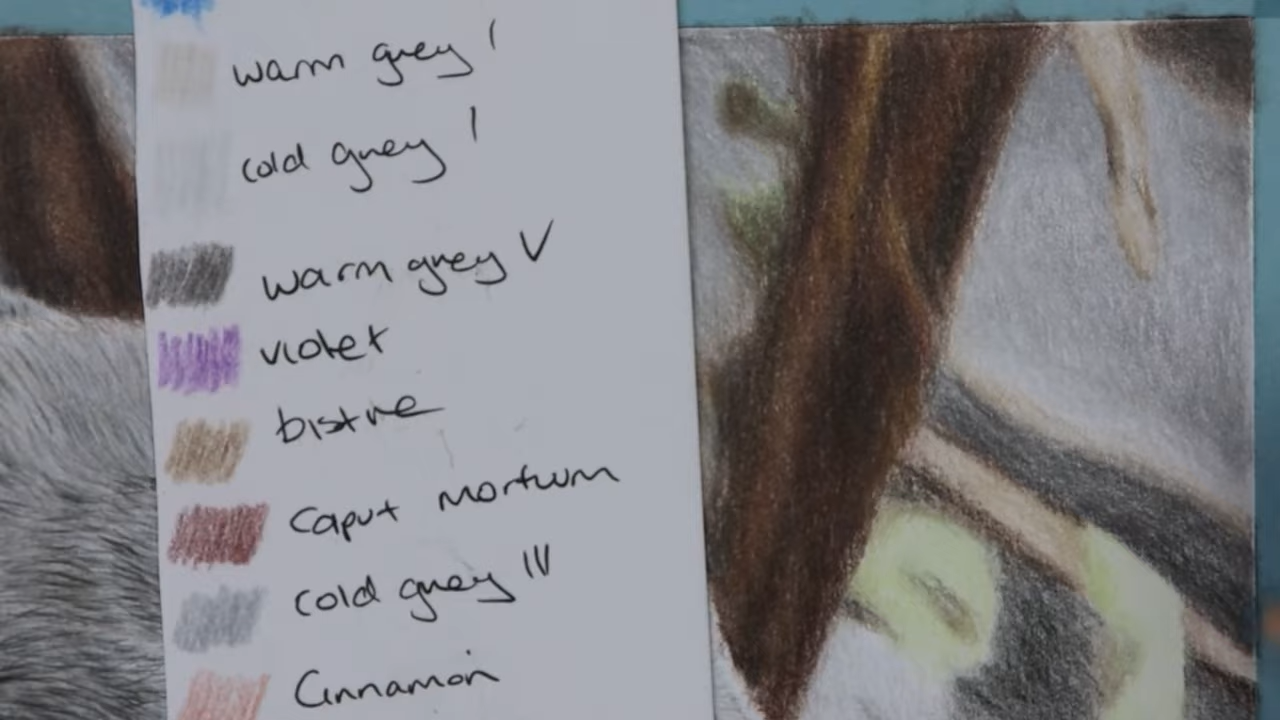 warm grey I
cold grey I
warm grey V
violet
bistre
Caput Mortum
cold grey III
Cinnamon